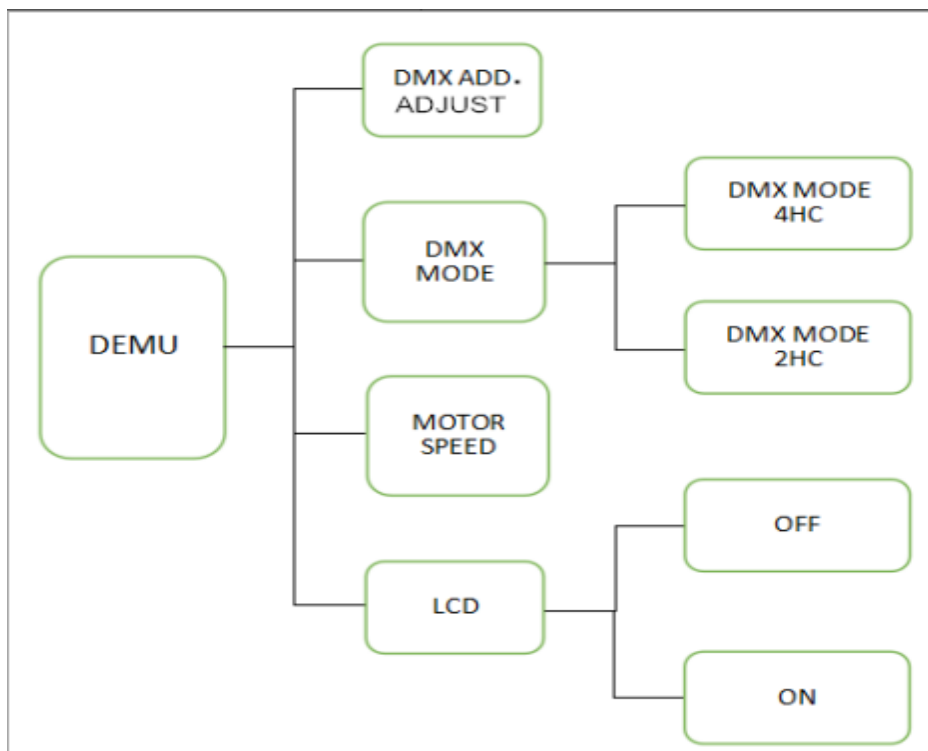 DMX ADD.
ADJUST
DMX MODE
4HC
DMX
MODE
DMX MODE
2HC
DEMU
MOTOR
SPEED
OFF
LCD
ON